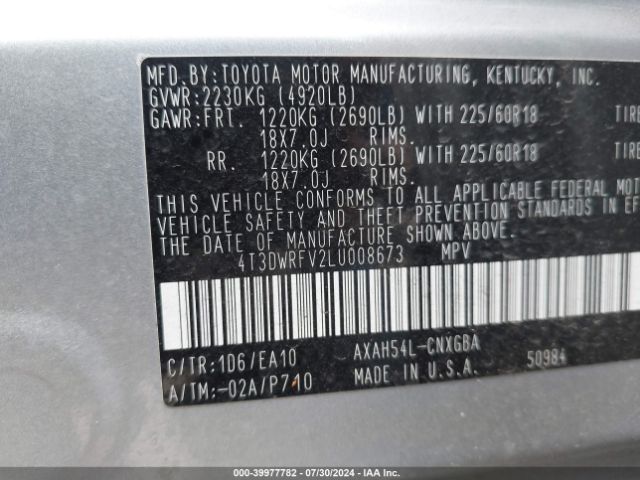 MFD.BY:TOYOTA MOTOR MANUFACTURING, KENTUCKY, INC.
GVWR:2230KG (4920LB)
GAWR:FRT. 1220KG (2690LB) WITH 225/60R18 TIRE
18X7.0J RIMS.
RR. 1220KG (2690LB) WITH 225/60R18 TIRE
18X7.0J RIMS.
THIS VEHICLE CONFORMS TO ALL APPLICABLE FEDERAL MOT
VEHICLE SAFETY AND THEFT PREVENTION STANDARDS IN EF
THE DATE OF MANUFACTURE SHOWN ABOVE.
4T3DWRFV2LU008673 MPV
C/TR:1D6/EA10 AXAH54L-CNXGBA 50984
A/TM:-02A/P710 MADE IN U.S.A.
000-39977782 | 07/30/2024 - IAA Inc.